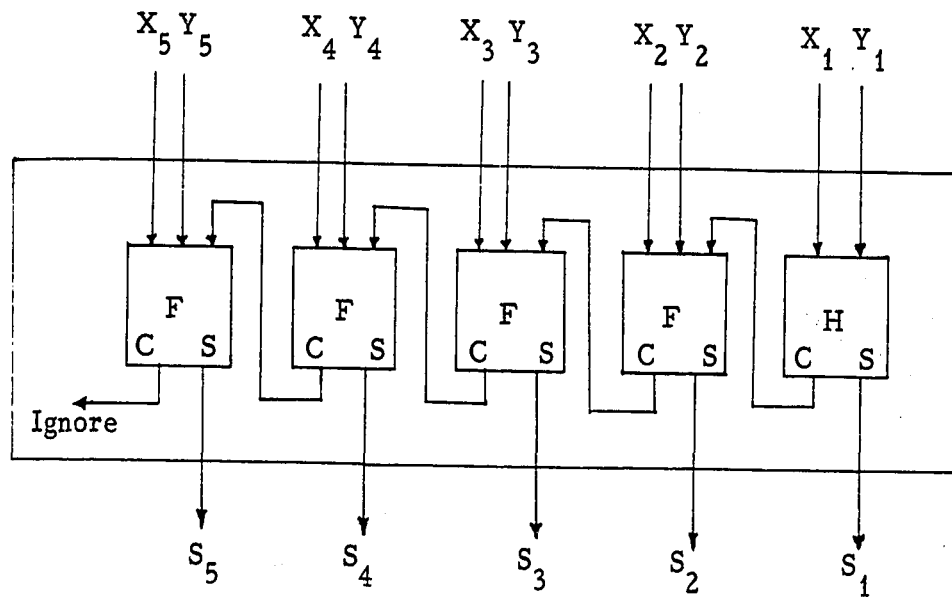 X₅ Y₅ X₄ Y₄ X₃ Y₃ X₂ Y₂ X₁ Y₁
F F F F H
C S C S C S C S C S
Ignore
S₅ S₄ S₃ S₂ S₁